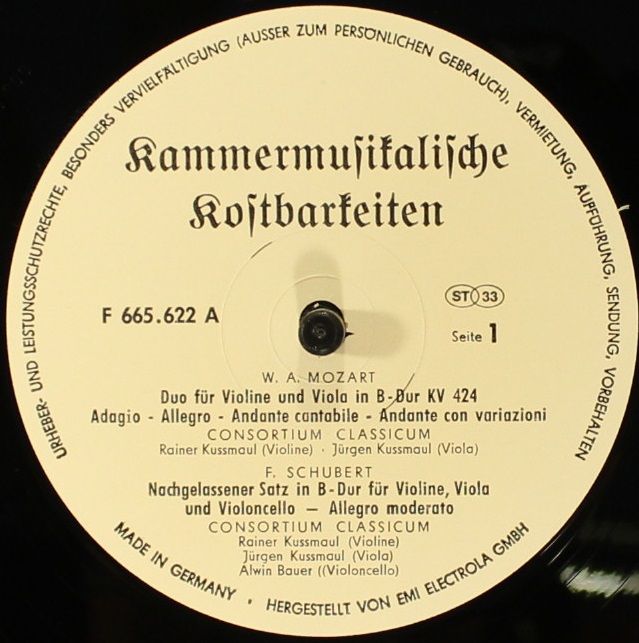 URHEBER- UND LEISTUNGSSCHUTZRECHTE, BESONDERS VERVIELFÄLTIGUNG (AUSSER ZUM PERSÖNLICHEN GEBRAUCH), VERMIETUNG, AUFFÜHRUNG, SENDUNG, VORBEHALTEN
Kammermuſikaliſche
Koſtbarkeiten
ST 33
F 665.622 A
Seite 1
W. A. MOZART
Duo für Violine und Viola in B-Dur KV 424
Adagio - Allegro - Andante cantabile - Andante con variazioni
CONSORTIUM CLASSICUM
Rainer Kussmaul (Violine) · Jürgen Kussmaul (Viola)
F. SCHUBERT
Nachgelassener Satz in B-Dur für Violine, Viola
und Violoncello — Allegro moderato
CONSORTIUM CLASSICUM
Rainer Kussmaul (Violine)
Jürgen Kussmaul (Viola)
Alwin Bauer ((Violoncello)
MADE IN GERMANY · HERGESTELLT VON EMI ELECTROLA GMBH